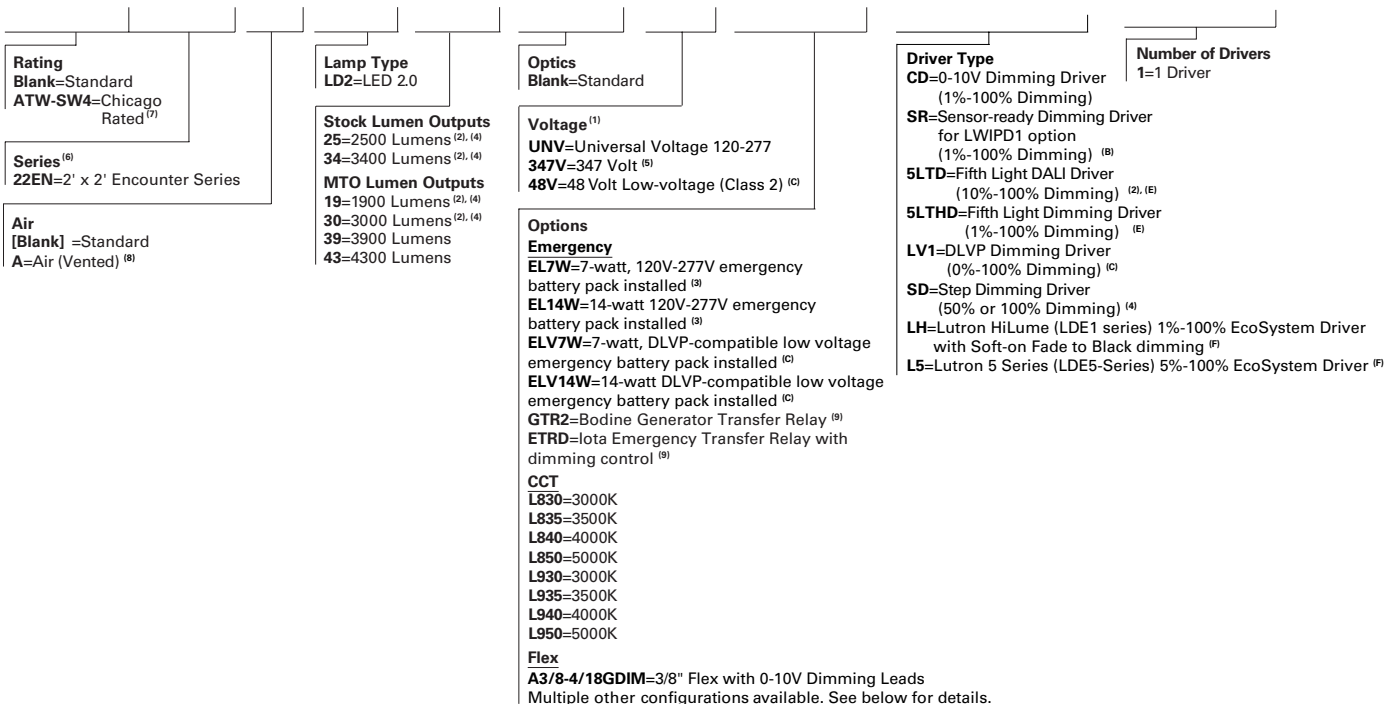 Rating
Blank=Standard
ATW-SW4=Chicago
Rated (7)
Series (6)
22EN=2' x 2' Encounter Series
Air
[Blank] =Standard
A=Air (Vented) (8)
Lamp Type
LD2=LED 2.0
Stock Lumen Outputs
25=2500 Lumens (2), (4)
34=3400 Lumens (2), (4)
MTO Lumen Outputs
19=1900 Lumens (2), (4)
30=3000 Lumens (2), (4)
39=3900 Lumens
43=4300 Lumens
Optics
Blank=Standard
Voltage (1)
UNV=Universal Voltage 120-277
347V=347 Volt (5)
48V=48 Volt Low-voltage (Class 2) (C)
Options
Emergency
EL7W=7-watt, 120V-277V emergency
battery pack installed (3)
EL14W=14-watt 120V-277V emergency
battery pack installed (3)
ELV7W=7-watt, DLVP-compatible low voltage
emergency battery pack installed (C)
ELV14W=14-watt DLVP-compatible low voltage
emergency battery pack installed (C)
GTR2=Bodine Generator Transfer Relay (9)
ETRD=Iota Emergency Transfer Relay with
dimming control (9)
CCT
L830=3000K
L835=3500K
L840=4000K
L850=5000K
L930=3000K
L935=3500K
L940=4000K
L950=5000K
Flex
A3/8-4/18GDIM=3/8" Flex with 0-10V Dimming Leads
Multiple other configurations available. See below for details.
Driver Type
CD=0-10V Dimming Driver
(1%-100% Dimming)
SR=Sensor-ready Dimming Driver
for LWIPD1 option
(1%-100% Dimming) (B)
5LTD=Fifth Light DALI Driver
(10%-100% Dimming) (2), (E)
5LTHD=Fifth Light Dimming Driver
(1%-100% Dimming) (E)
LV1=DLVP Dimming Driver
(0%-100% Dimming) (C)
SD=Step Dimming Driver
(50% or 100% Dimming) (4)
LH=Lutron HiLume (LDE1 series) 1%-100% EcoSystem Driver
with Soft-on Fade to Black dimming (F)
L5=Lutron 5 Series (LDE5-Series) 5%-100% EcoSystem Driver (F)
Number of Drivers
1=1 Driver